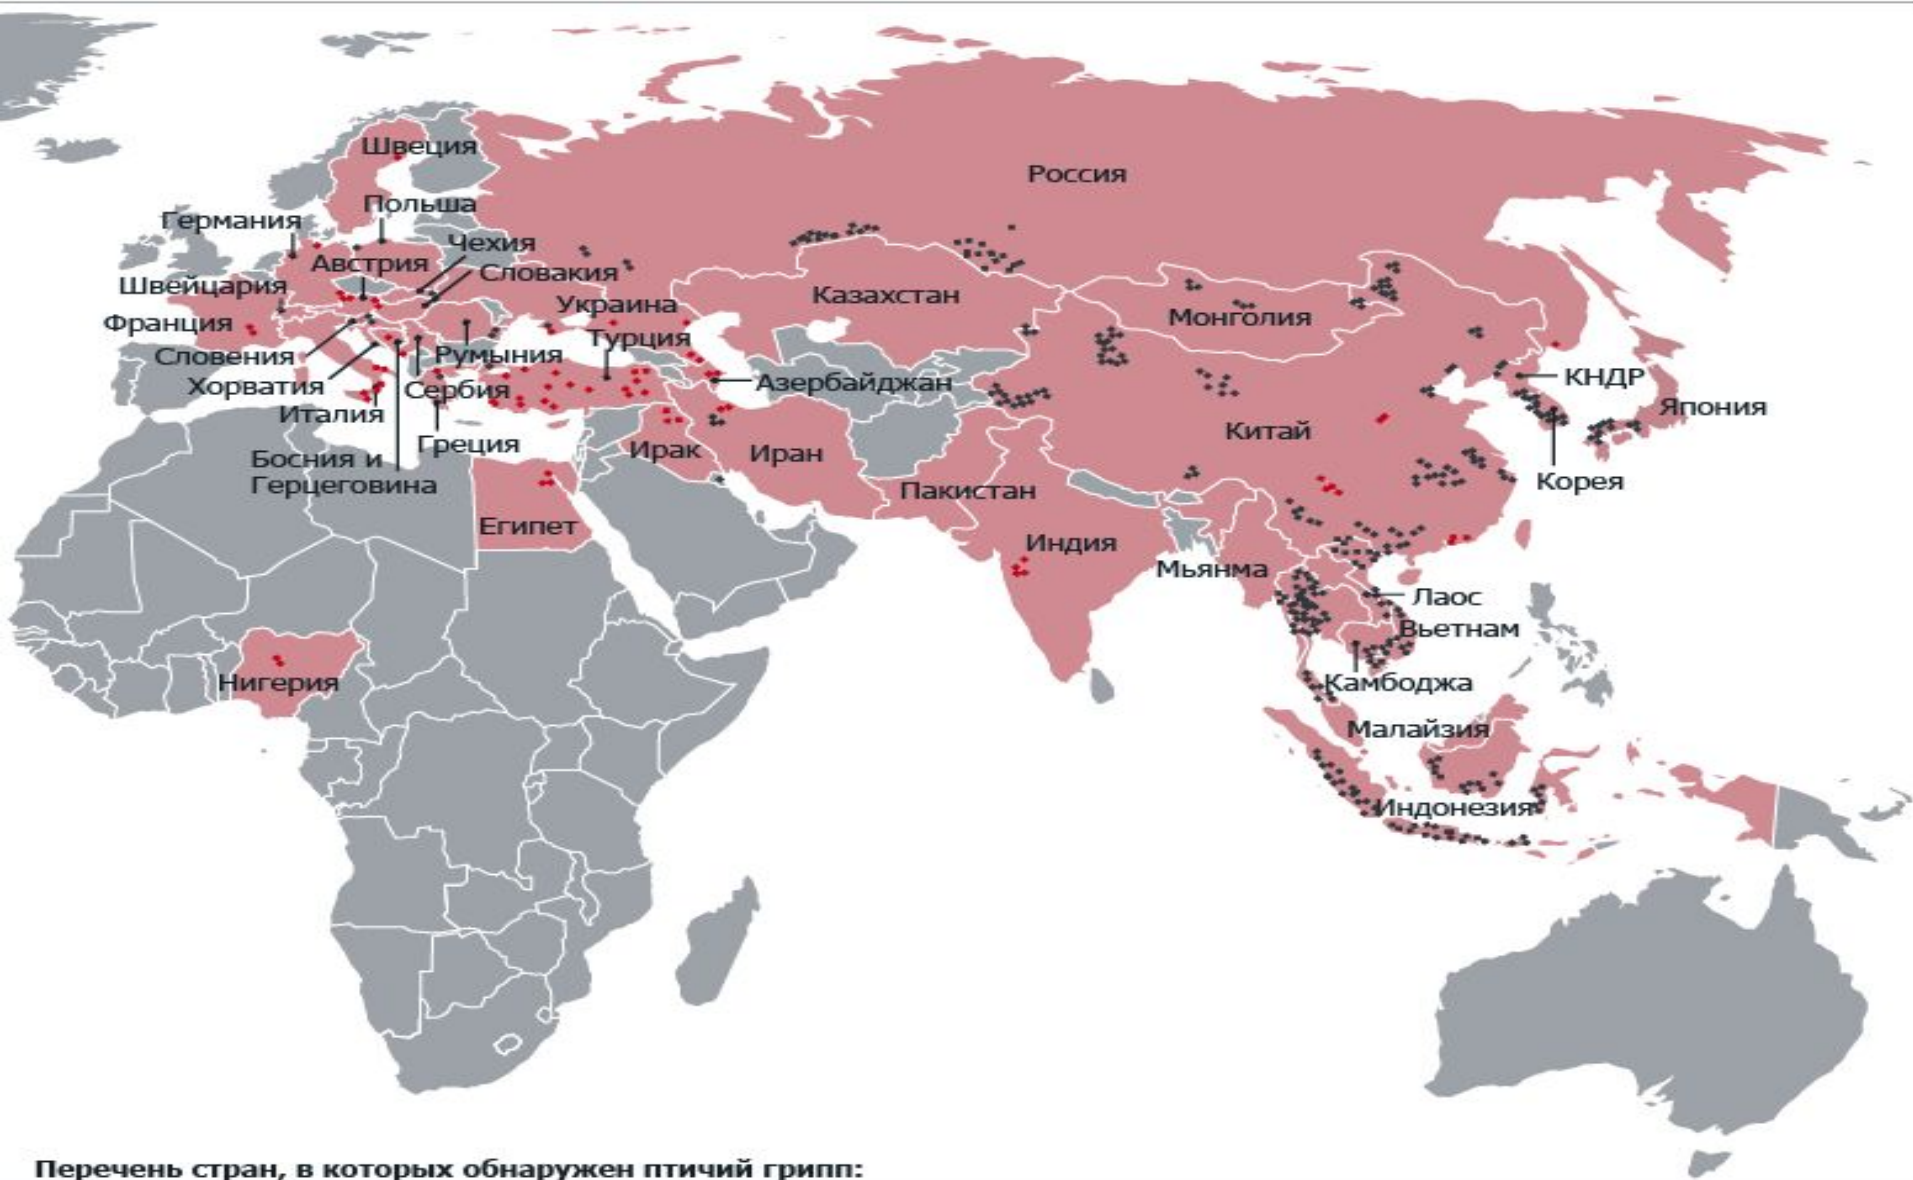 Швеция
Россия
Польша
Германия
Чехия
Австрия
Словакия
Швейцария
Украина
Казахстан
Монголия
Франция
Турция
Словения
Румыния
Азербайджан
КНДР
Хорватия
Сербия
Япония
Италия
Китай
Греция
Ирак
Иран
Босния и
Герцеговина
Корея
Пакистан
Египет
Индия
Мьянма
Лаос
Вьетнам
Нигерия
Камбоджа
Малайзия
Индонезия
Перечень стран, в которых обнаружен птичий грипп: